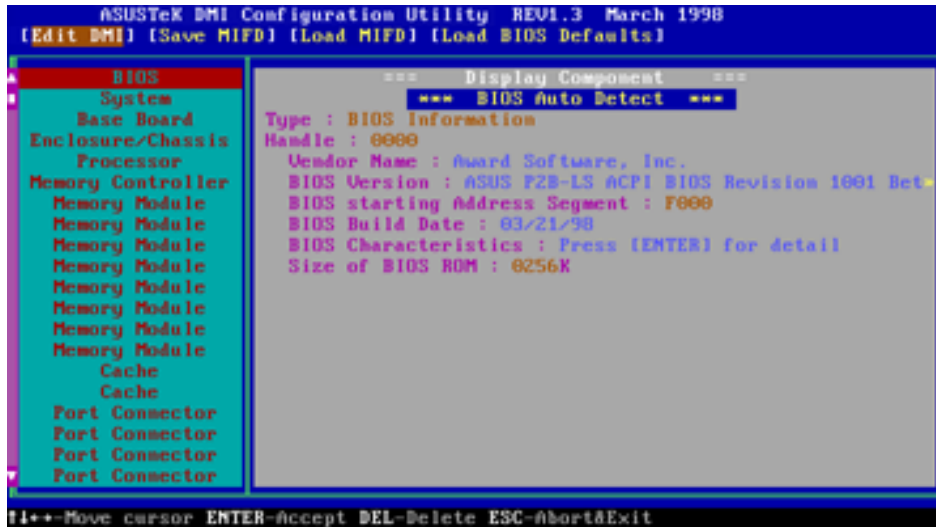 ASUSTeK DMI Configuration Utility REV1.3 March 1998
[Edit DMI] [Save MIFD] [Load MIFD] [Load BIOS Defaults]
BIOS
System
Base Board
Enclosure/Chassis
Processor
Memory Controller
Memory Module
Memory Module
Memory Module
Memory Module
Memory Module
Memory Module
Memory Module
Memory Module
Cache
Cache
Port Connector
Port Connector
Port Connector
Port Connector
=== Display Component ===
*** BIOS Auto Detect ***
Type : BIOS Information
Handle : 0000
Vendor Name : Award Software, Inc.
BIOS Version : ASUS P2B-LS ACPI BIOS Revision 1001 Bet
BIOS starting Address Segment : F000
BIOS Build Date : 03/21/98
BIOS Characteristics : Press [ENTER] for detail
Size of BIOS ROM : 0256K
↑↓←→-Move cursor ENTER-Accept DEL-Delete ESC-Abort&Exit